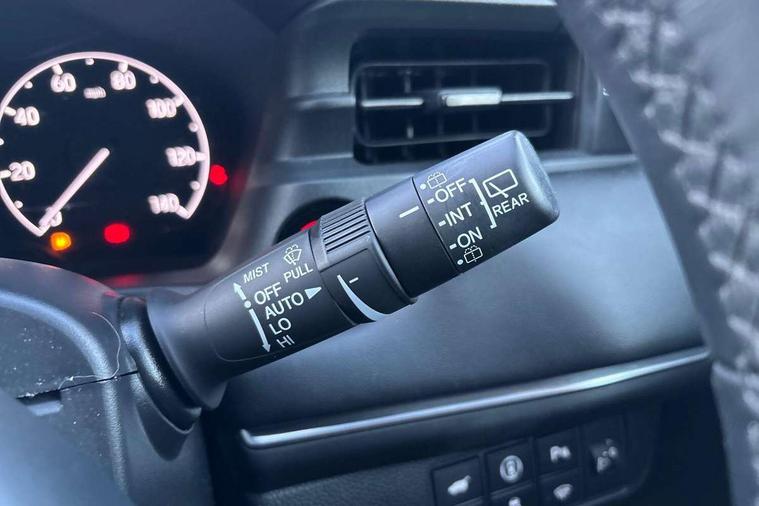 20
40
60
80
100
120
140
MIST
PULL
OFF
AUTO
LO
HI
OFF
INT
ON
REAR